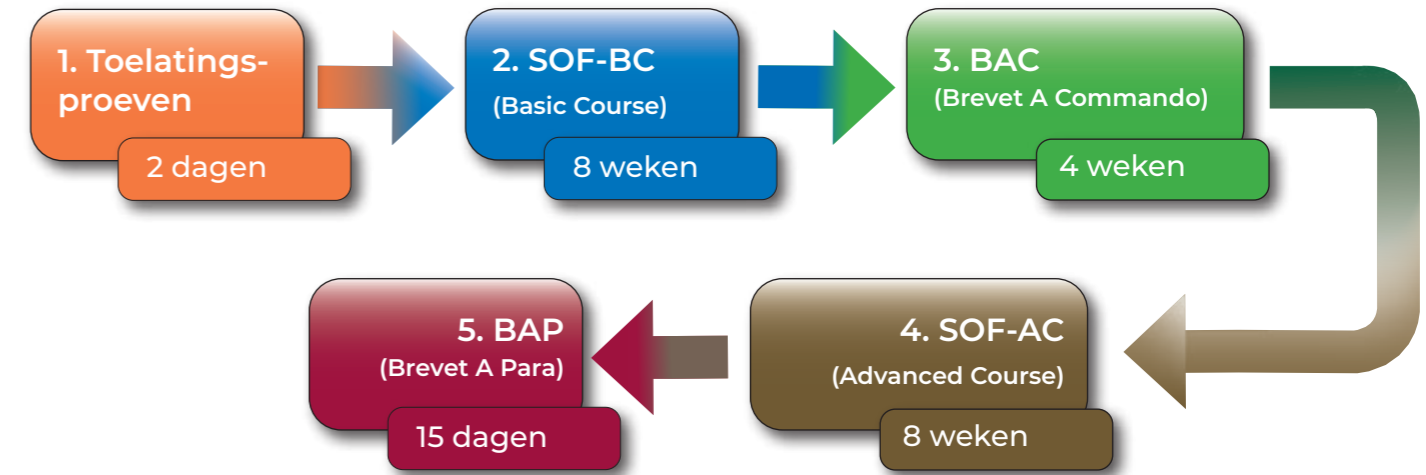 1. Toelatings-
proeven
2 dagen
2. SOF-BC
(Basic Course)
8 weken
3. BAC
(Brevet A Commando)
4 weken
4. SOF-AC
(Advanced Course)
8 weken
5. BAP
(Brevet A Para)
15 dagen